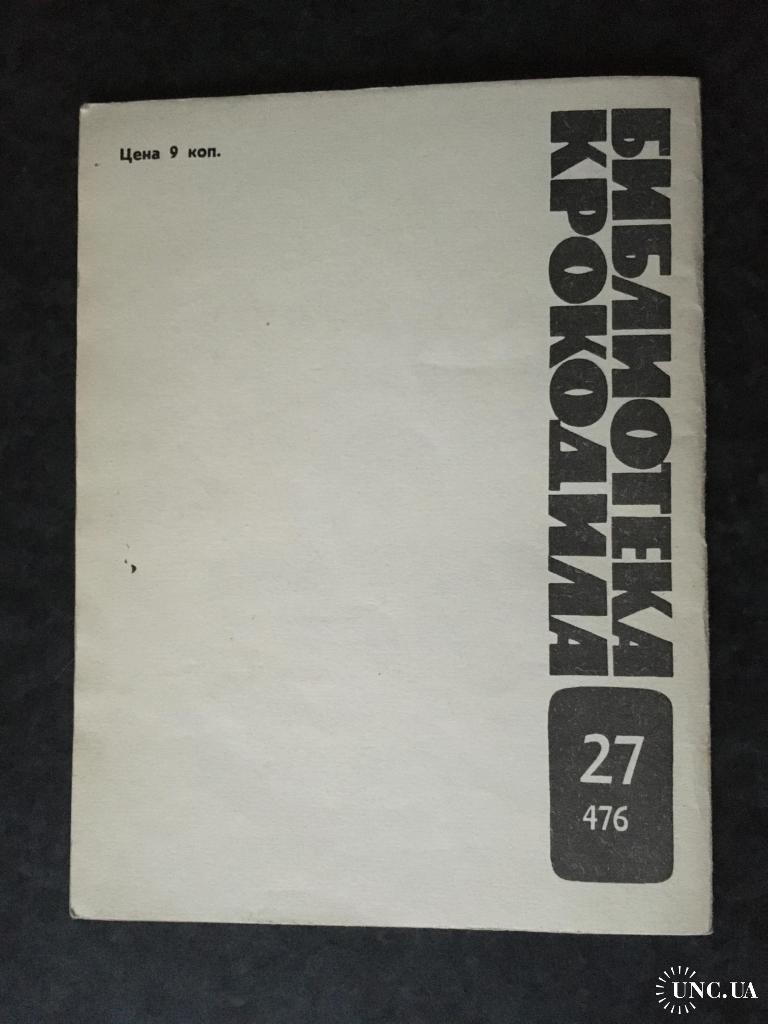 Цена 9 коп.
БИБЛИОТЕКА
КРОКОДИЛА
27
476
UNC.UA